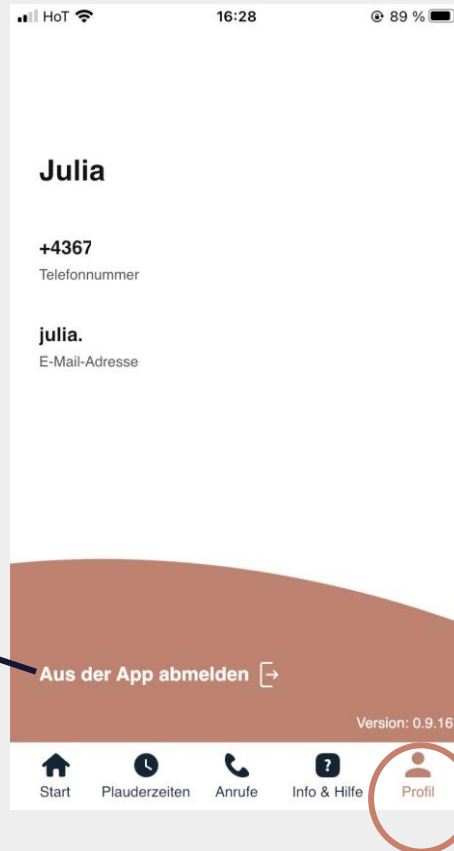 HoT 16:28 89 %
Julia
+4367
Telefonnummer
julia.
E-Mail-Adresse
Aus der App abmelden
Version: 0.9.16
Start Plauderzeiten Anrufe Info & Hilfe Profil